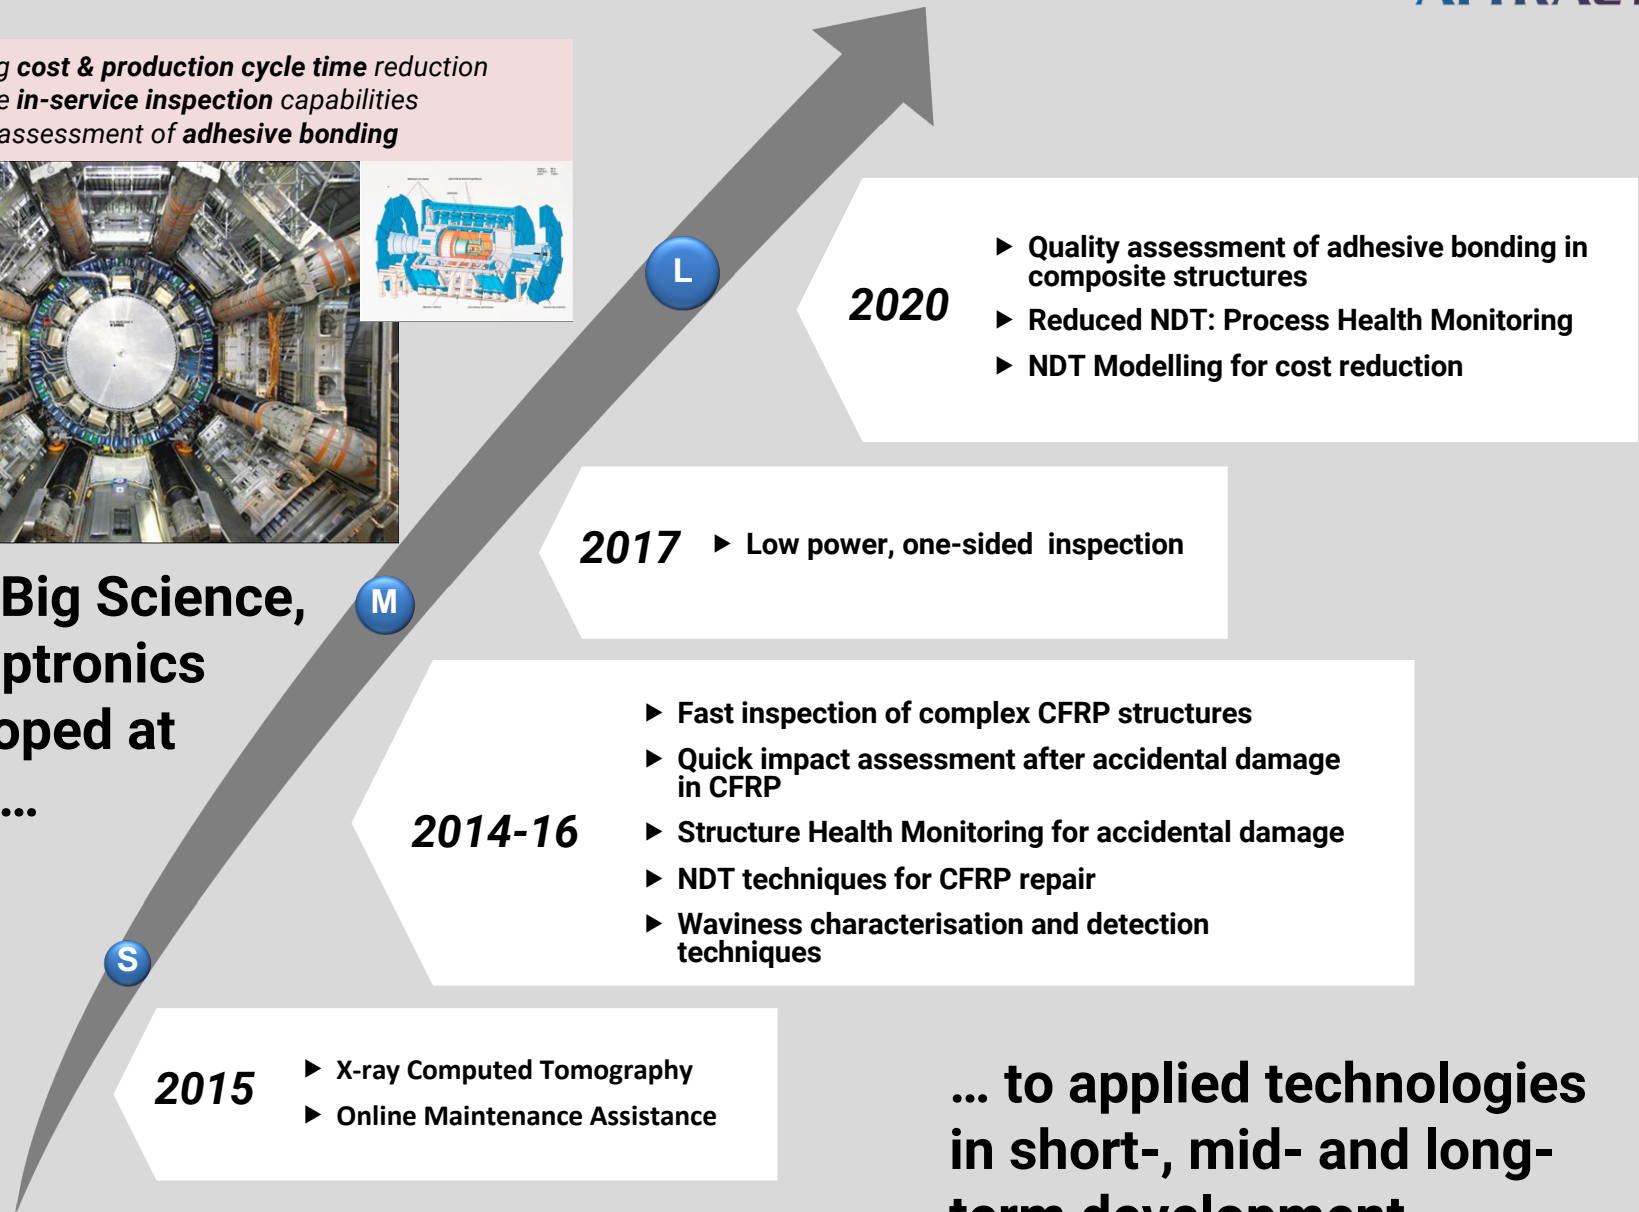 cost & production cycle time reduction
in-service inspection capabilities
assessment of adhesive bonding
L
2020
▶ Quality assessment of adhesive bonding in
composite structures
▶ Reduced NDT: Process Health Monitoring
▶ NDT Modelling for cost reduction
2017
▶ Low power, one-sided inspection
Big Science,
ptronics
oped at
...
M
2014-16
▶ Fast inspection of complex CFRP structures
▶ Quick impact assessment after accidental damage
in CFRP
▶ Structure Health Monitoring for accidental damage
▶ NDT techniques for CFRP repair
▶ Waviness characterisation and detection
techniques
S
2015
▶ X-ray Computed Tomography
▶ Online Maintenance Assistance
... to applied technologies
in short-, mid- and long-
term development